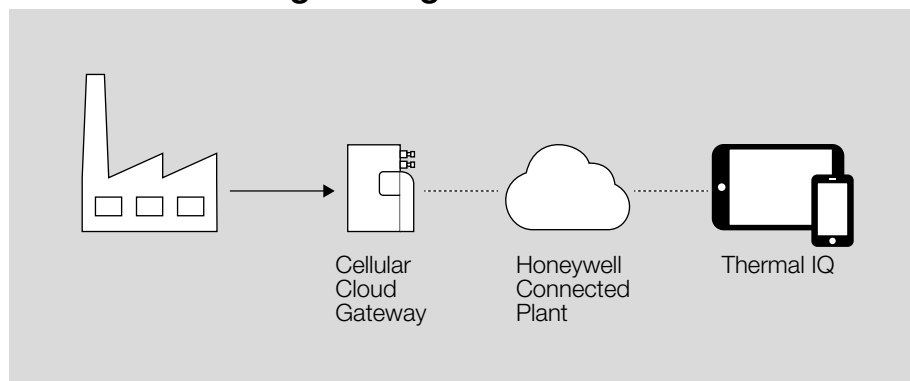 Cellular
Cloud
Gateway
Honeywell
Connected
Plant
Thermal IQ